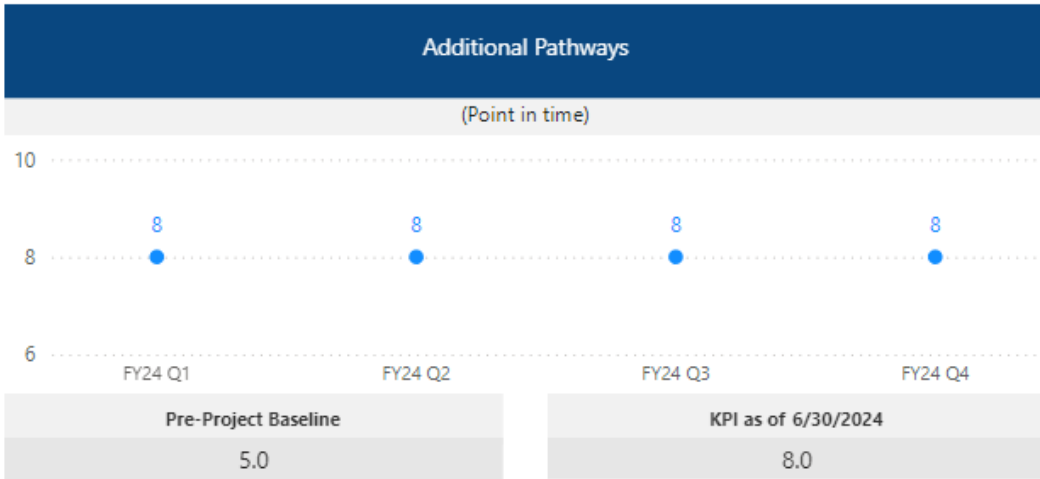 Additional Pathways
(Point in time)
10
8 8 8 8
8
6
FY24 Q1 FY24 Q2 FY24 Q3 FY24 Q4
Pre-Project Baseline KPI as of 6/30/2024
5.0 8.0